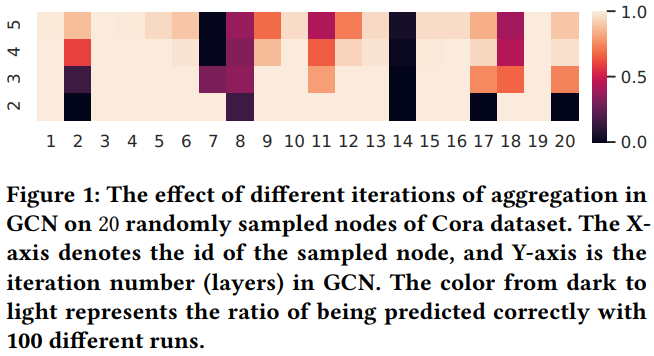 5
4
3
2
1 2 3 4 5 6 7 8 9 10 11 12 13 14 15 16 17 18 19 20
1.0
0.5
0.0
Figure 1: The effect of different iterations of aggregation in
GCN on 20 randomly sampled nodes of Cora dataset. The X-
axis denotes the id of the sampled node, and Y-axis is the
iteration number (layers) in GCN. The color from dark to
light represents the ratio of being predicted correctly with
100 different runs.